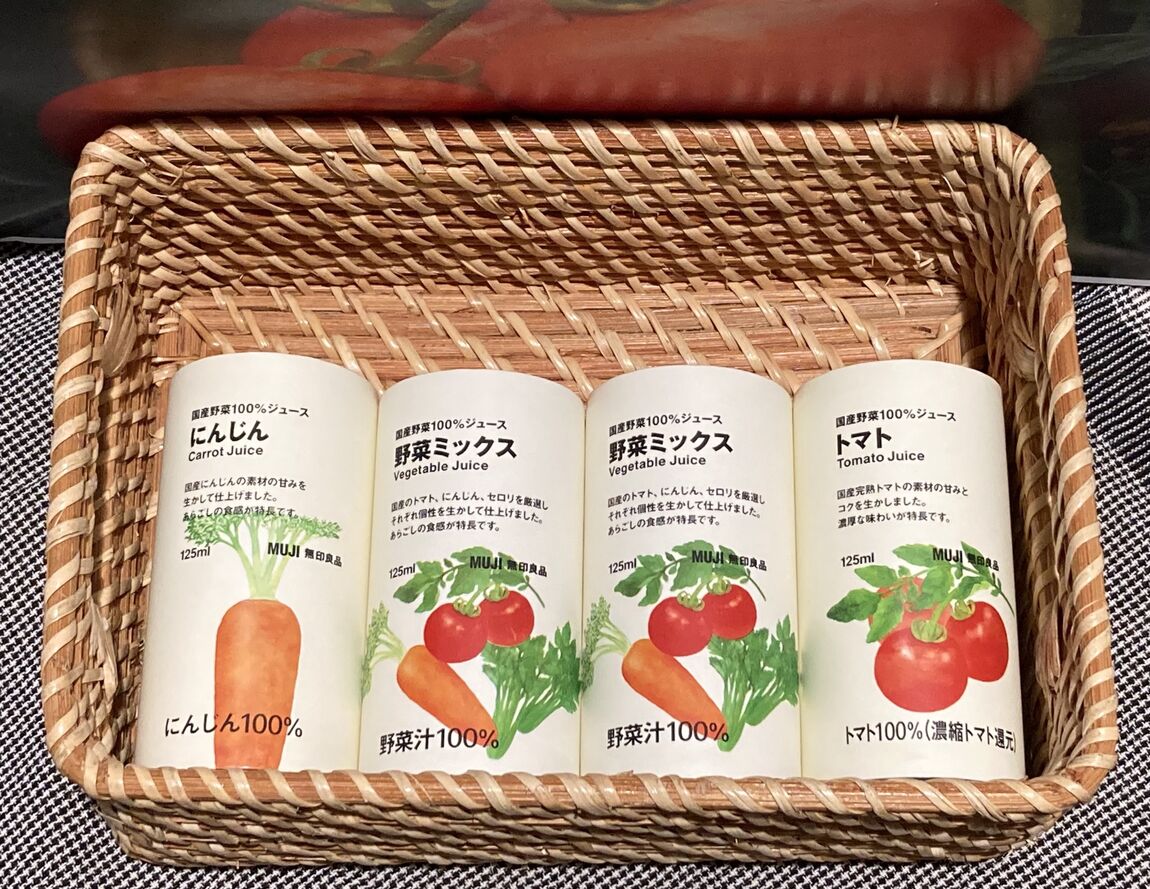 国産野菜100%ジュース
にんじん
Carrot Juice
国産にんじんの素材の甘みを
生かして仕上げました。
あらごしの食感が特長です。
125ml
MUJI 無印良品
にんじん100%
国産野菜100%ジュース
野菜ミックス
Vegetable Juice
国産のトマト、にんじん、セロリを厳選し
それぞれ個性を生かして仕上げました。
あらごしの食感が特長です。
125ml
MUJI 無印良品
野菜汁100%
国産野菜100%ジュース
野菜ミックス
Vegetable Juice
国産のトマト、にんじん、セロリを厳選し
それぞれ個性を生かして仕上げました。
あらごしの食感が特長です。
125ml
MUJI 無印良品
野菜汁100%
国産野菜100%ジュース
トマト
Tomato Juice
国産完熟トマトの素材の甘みと
コクを生かしました。
濃厚な味わいが特長です。
125ml
MUJI 無印良品
トマト100%(濃縮トマト還元)